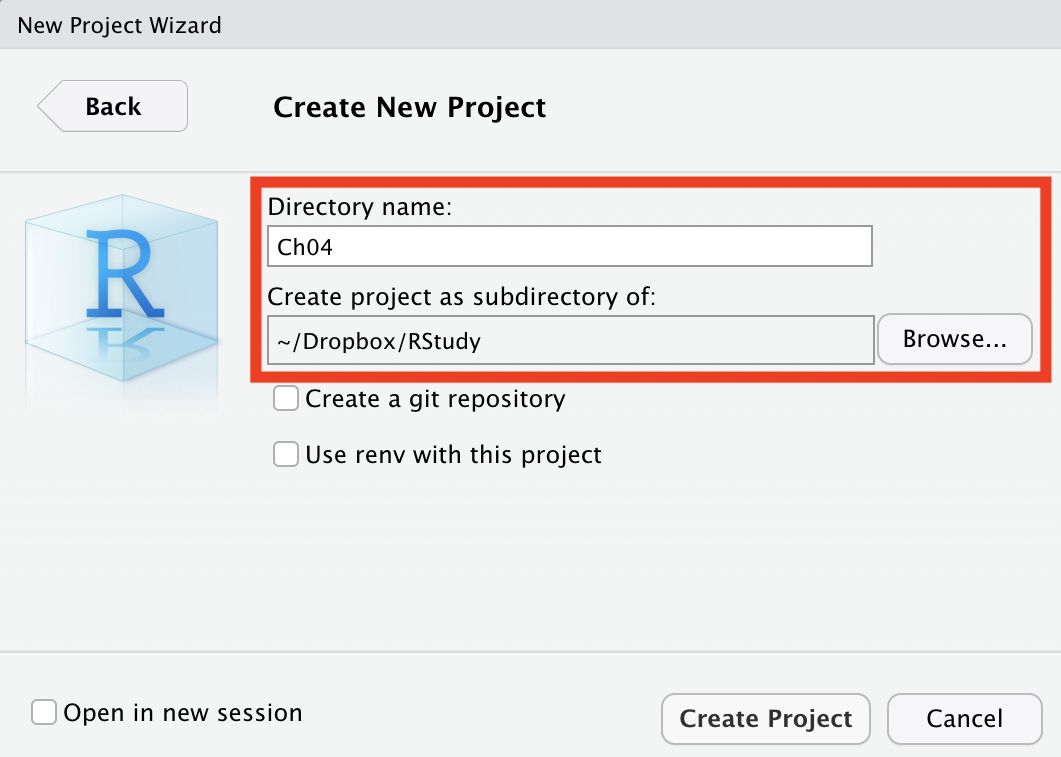 New Project Wizard
Back
Create New Project
R
Directory name:
Ch04
Create project as subdirectory of:
~/Dropbox/RStudy
Browse...
Create a git repository
Use renv with this project
Open in new session
Create Project
Cancel